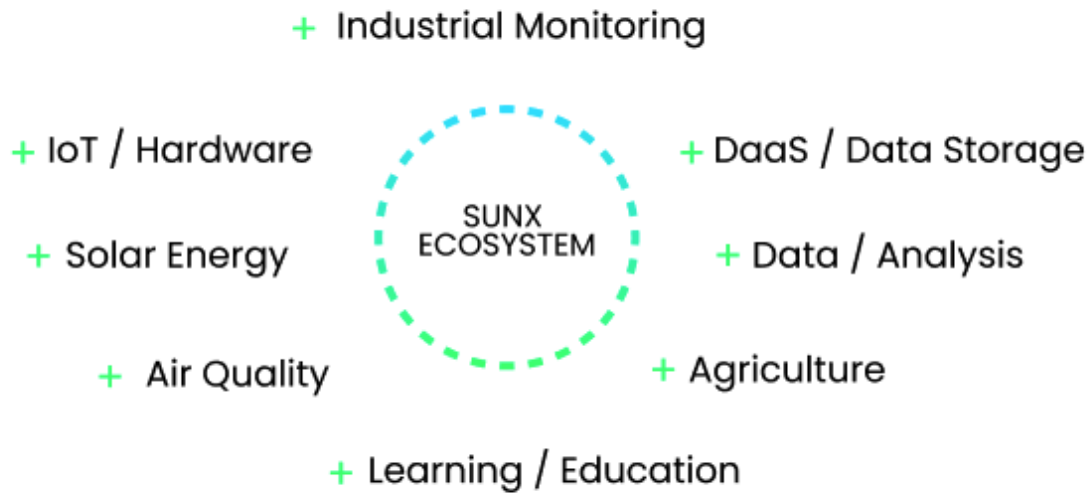 + Industrial Monitoring
+ IoT / Hardware
+ DaaS / Data Storage
SUNX
ECOSYSTEM
+ Solar Energy
+ Data / Analysis
+ Air Quality
+ Agriculture
+ Learning / Education